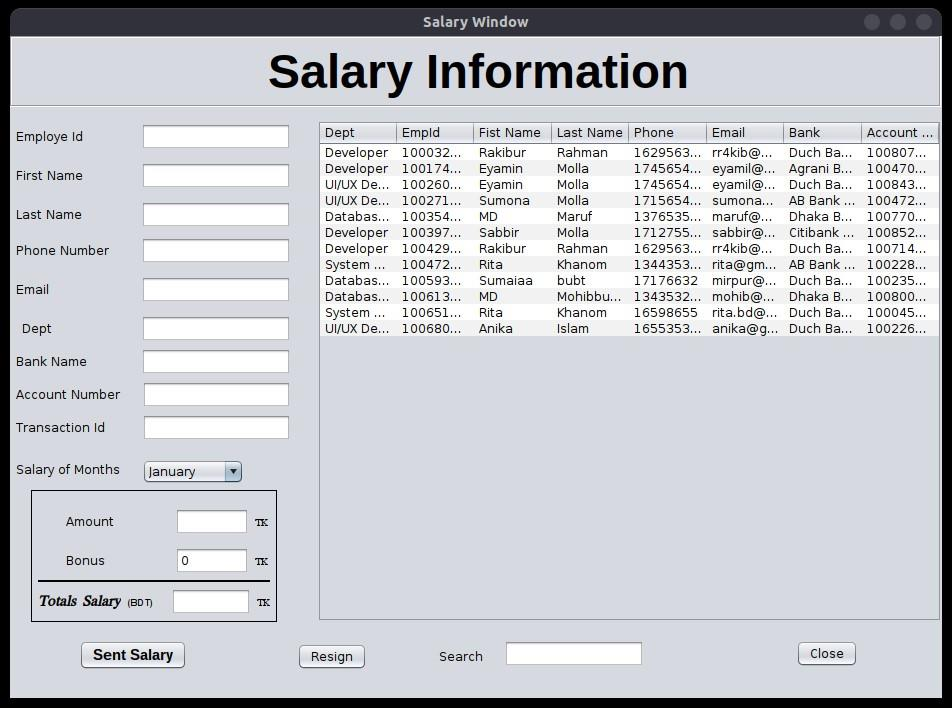 Salary Window
Salary Information
Employe Id
First Name
Last Name
Phone Number
Email
Dept
Bank Name
Account Number
Transaction Id
Salary of Months January
Amount TK
Bonus 0 TK
Totals Salary (BDT) TK
Dept EmpId Fist Name Last Name Phone Email Bank Account ...
Developer 100032... Rakibur Rahman 1629563... rr4kib@... Duch Ba... 100807...
Developer 100174... Eyamin Molla 1745654... eyamil@... Agrani B... 100470...
UI/UX De... 100260... Eyamin Molla 1745654... eyamil@... Duch Ba... 100843...
UI/UX De... 100271... Sumona Molla 1715654... sumona... AB Bank ... 100472...
Databas... 100354... MD Maruf 1376535... maruf@... Dhaka B... 100770...
Developer 100397... Sabbir Molla 1712755... sabbir@... Citibank ... 100852...
Developer 100429... Rakibur Rahman 1629563... rr4kib@... Duch Ba... 100714...
System ... 100472... Rita Khanom 1344353... rita@gm... AB Bank ... 100228...
Databas... 100593... Sumaiaa bubt 17176632 mirpur@... Duch Ba... 100235...
Databas... 100613... MD Mohibbu... 1343532... mohib@... Dhaka B... 100800...
System ... 100651... Rita Khanom 16598655 rita.bd@... Duch Ba... 100045...
UI/UX De... 100680... Anika Islam 1655353... anika@g... Duch Ba... 100226...
Sent Salary
Resign
Search
Close